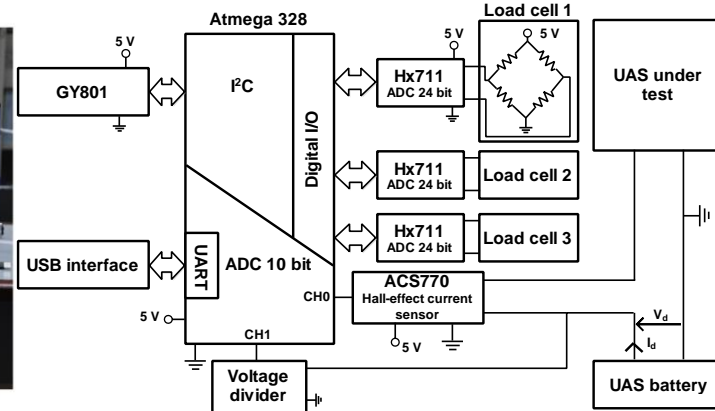 Atmega 328
Load cell 1
5 V
GY801
I²C
Digital I/O
5 V
Hx711
ADC 24 bit
5 V
UAS under
test
Hx711
ADC 24 bit
Load cell 2
Hx711
ADC 24 bit
Load cell 3
USB interface
UART
ADC 10 bit
CH0
ACS770
Hall-effect current
sensor
5 V
5 V
CH1
Vd
Id
Voltage
divider
UAS battery